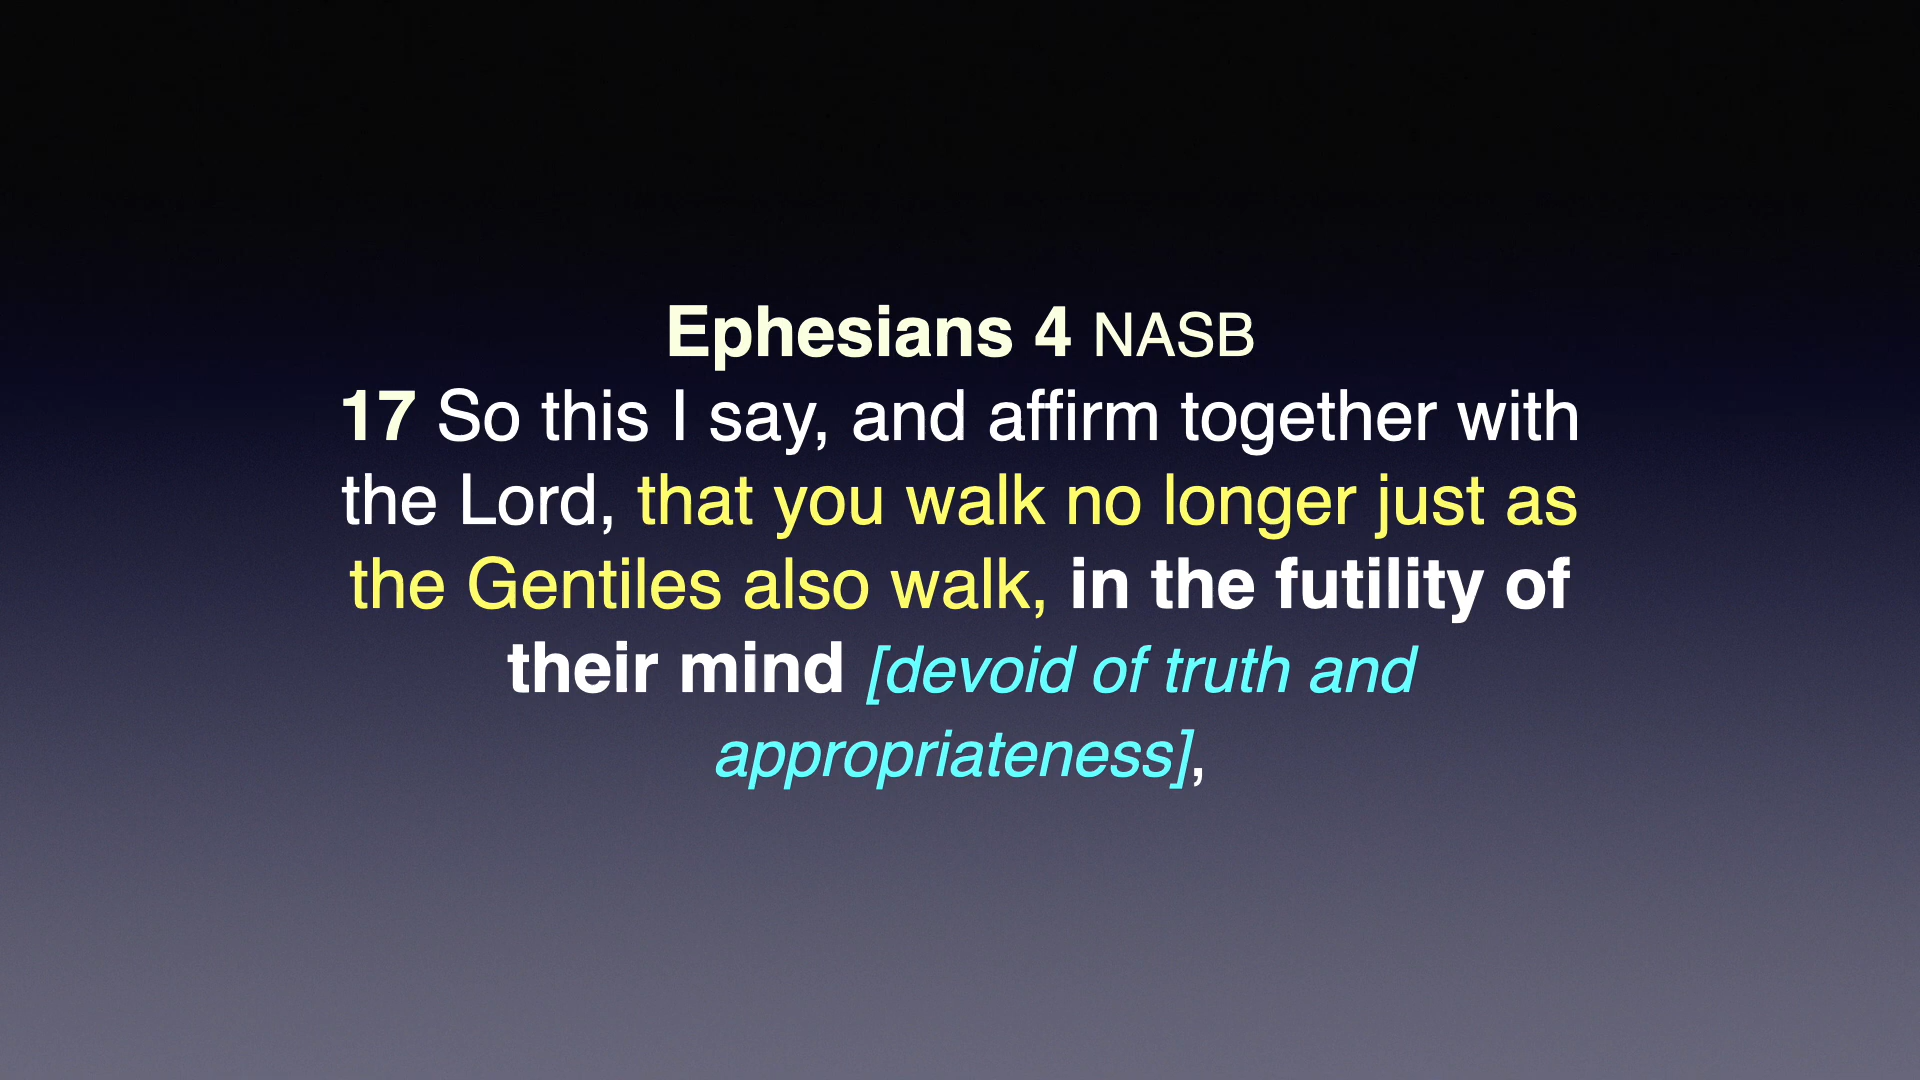 Ephesians 4 NASB
17 So this I say, and affirm together with
the Lord, that you walk no longer just as
the Gentiles also walk, in the futility of
their mind [devoid of truth and
appropriateness],